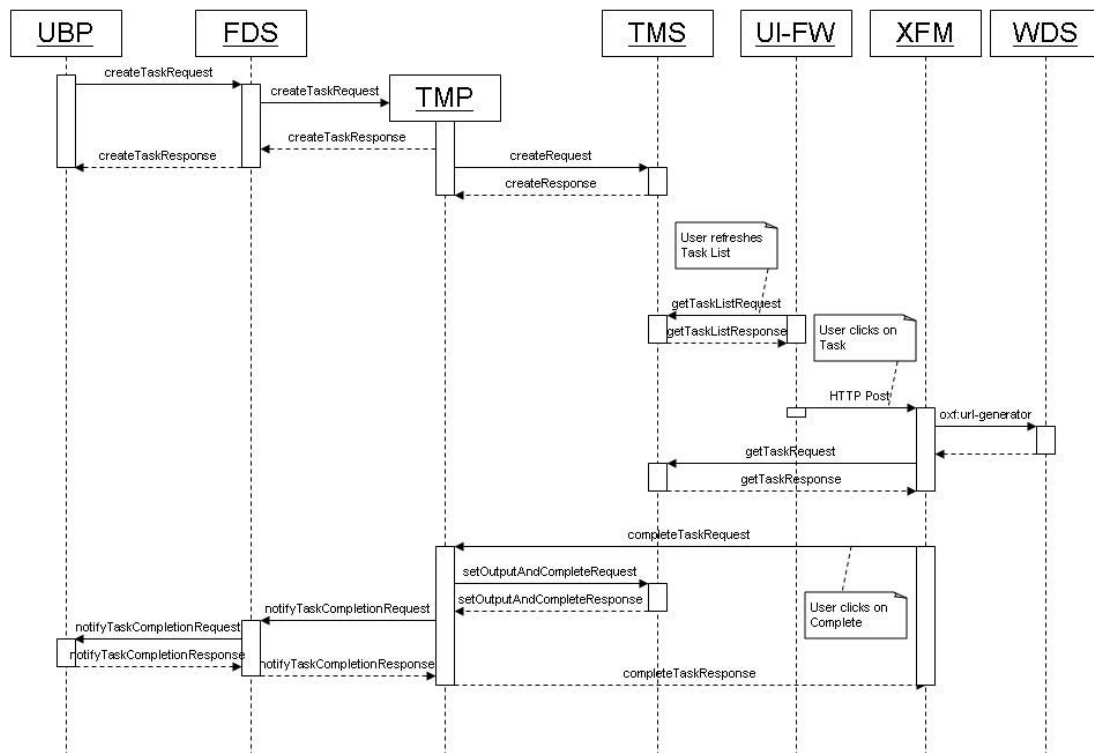 UBP
FDS
TMS
UI-FW
XFM
WDS
createTaskRequest
createTaskRequest
TMP
createTaskResponse
createTaskResponse
createRequest
createResponse
User refreshes
Task List
getTaskListRequest
getTaskListResponse
User clicks on
Task
HTTP Post
oxf:url-generator
getTaskRequest
getTaskResponse
completeTaskRequest
setOutputAndCompleteRequest
setOutputAndCompleteResponse
User clicks on
Complete
notifyTaskCompletionRequest
notifyTaskCompletionRequest
notifyTaskCompletionResponse
notifyTaskCompletionResponse
completeTaskResponse